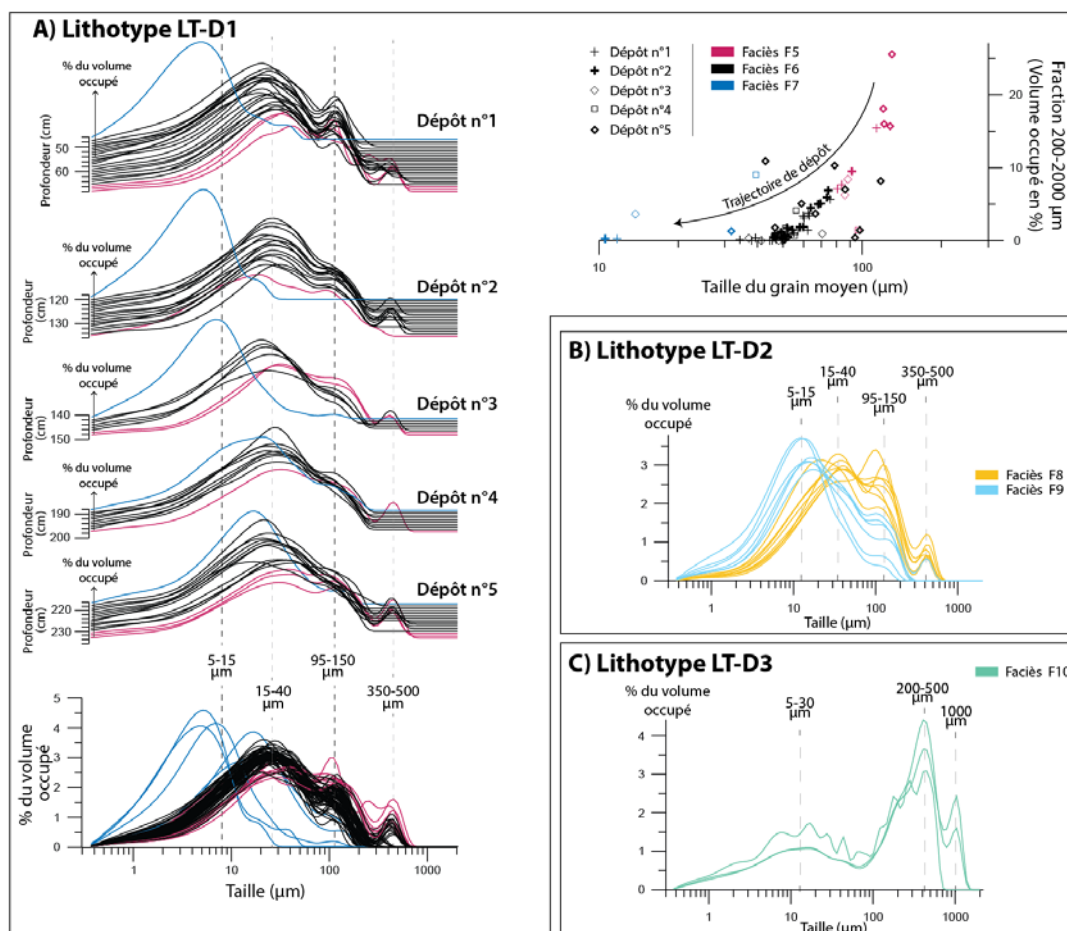 A) Lithotype LT-D1
% du volume
occupé
Profondeur (cm)
50
60
Dépôt n°1
Profondeur
(cm)
120
130
% du volume
occupé
Dépôt n°2
Profondeur
(cm)
140
150
% du volume
occupé
Dépôt n°3
Profondeur
(cm)
190
200
% du volume
occupé
Dépôt n°4
Profondeur
(cm)
220
230
% du volume
occupé
Dépôt n°5
5-15
µm
15-40
µm
95-150
µm
350-500
µm
% du volume
occupé
5
4
3
2
1
0
1
10
100
1000
Taille (µm)
Dépôt n°1
Dépôt n°2
Dépôt n°3
Dépôt n°4
Dépôt n°5
Faciès F5
Faciès F6
Faciès F7
Trajectoire de dépôt
Fraction 200-2000 µm
(Volume occupé en %)
20
10
0
10
100
Taille du grain moyen (µm)
B) Lithotype LT-D2
% du volume
occupé
5-15
µm
15-40
µm
95-150
µm
350-500
µm
3
2
1
0
Faciès F8
Faciès F9
1
10
100
1000
Taille (µm)
C) Lithotype LT-D3
% du volume
occupé
5-30
µm
200-500
µm
1000
µm
Faciès F10
4
3
2
1
0
1
10
100
1000
Taille (µm)